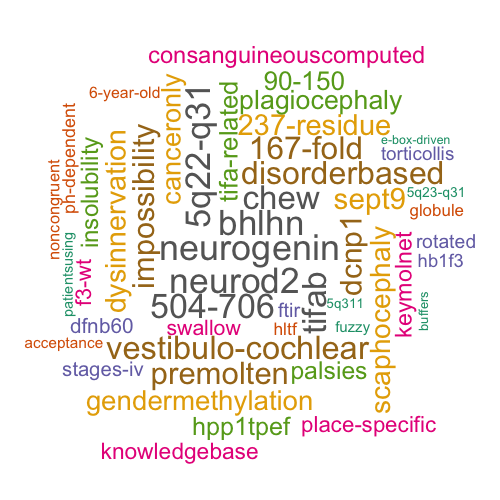 consanguineouscomputed
90-150
6-year-old
plagiocephaly
canceronly
5q22-q31
tifa-related
237-residue
e-box-driven
torticollis
noncongruent
ph-dependent
insolubility
dysinnervation
impossibility
167-fold
disorderbased
chew
sept9
5q23-q31
globule
bhlhn
neurogenin
dcnp1
rotated
hb1f3
patientsusing
f3-wt
neurod2
tifab
scaphocephaly
keymolnet
buffers
504-706
ftir
5q311
dfnb60
swallow
hltf
fuzzy
acceptance
vestibulo-cochlear
stages-iv
premolten
palsies
gendermethylation
hpp1tpef
place-specific
knowledgebase